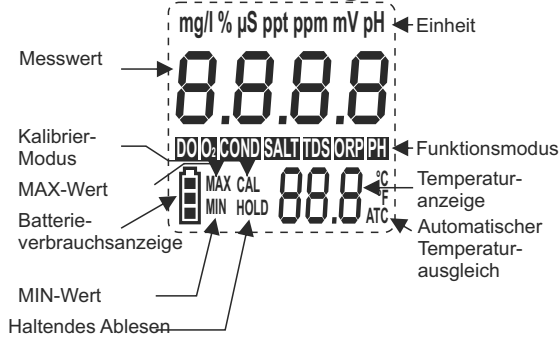 mg/l % µS ppt ppm mV pH
Einheit
Messwert
8.8.8.8
Kalibrier-
Modus
DO O₂ COND SALT TDS ORP PH
Funktionsmodus
MAX-Wert
MAX CAL
MIN HOLD
88.8
°C
°F
ATC
Temperatur-
anzeige
Batterie-
verbrauchsanzeige
Automatischer
Temperatur-
ausgleich
MIN-Wert
Haltendes Ablesen